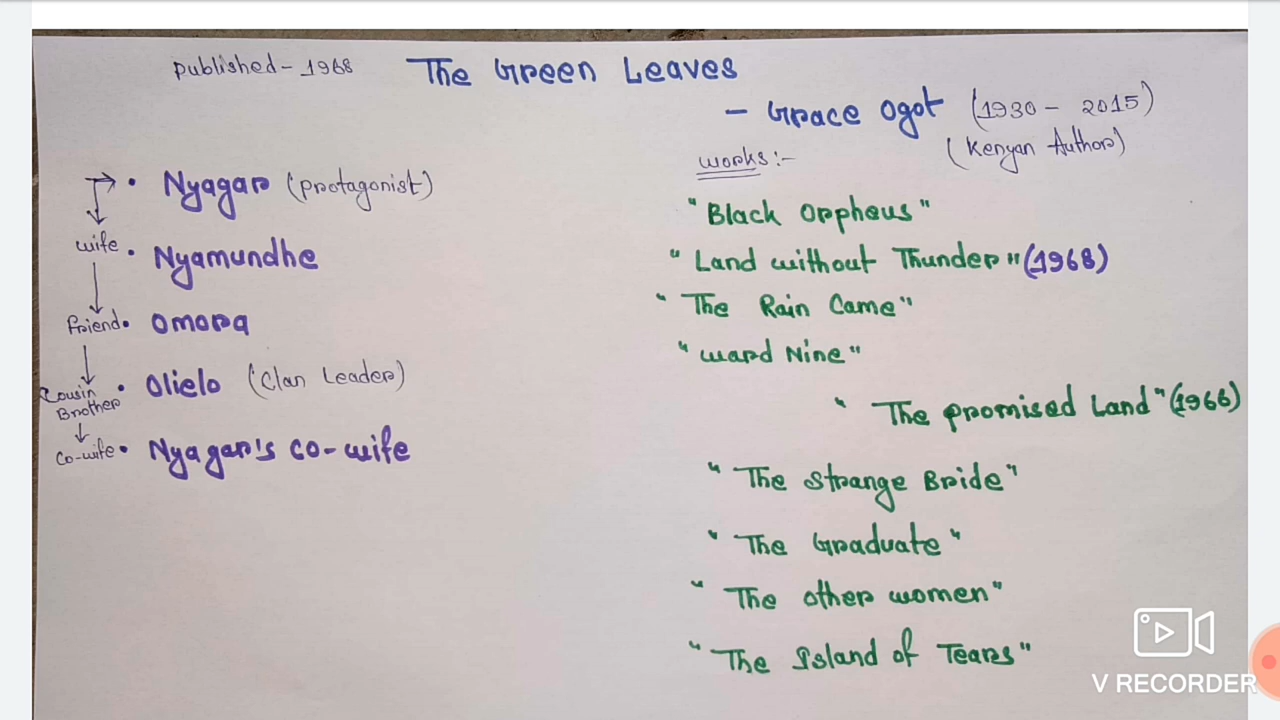 Published - 1968
The Green Leaves
- Grace Ogot (1930 - 2015)
(Kenyan Author)
Works :-
• Nyagar (protagonist)
wife • Nyamundhe
Friend • Omora
Cousin Brother • Olielo (Clan Leader)
Co-wife • Nyagar's co-wife
"Black Orpheus"
"Land without Thunder" (1968)
"The Rain Came"
"Ward Nine"
"The promised Land" (1966)
"The Strange Bride"
"The Graduate"
"The other women"
"The Island of Tears"
V RECORDER